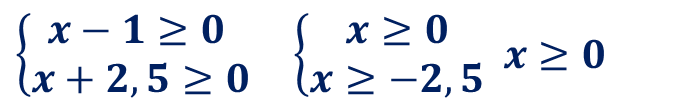 { x − 1 ≥ 0 { x ≥ 0 x ≥ 0
x + 2,5 ≥ 0 x ≥ −2,5